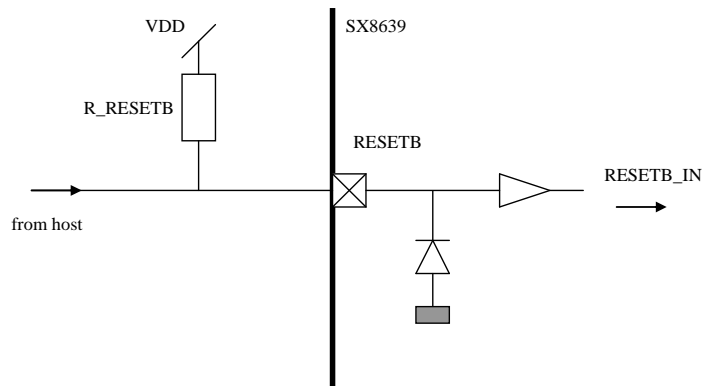 VDD
SX8639
R_RESETB
RESETB
RESETB_IN
from host